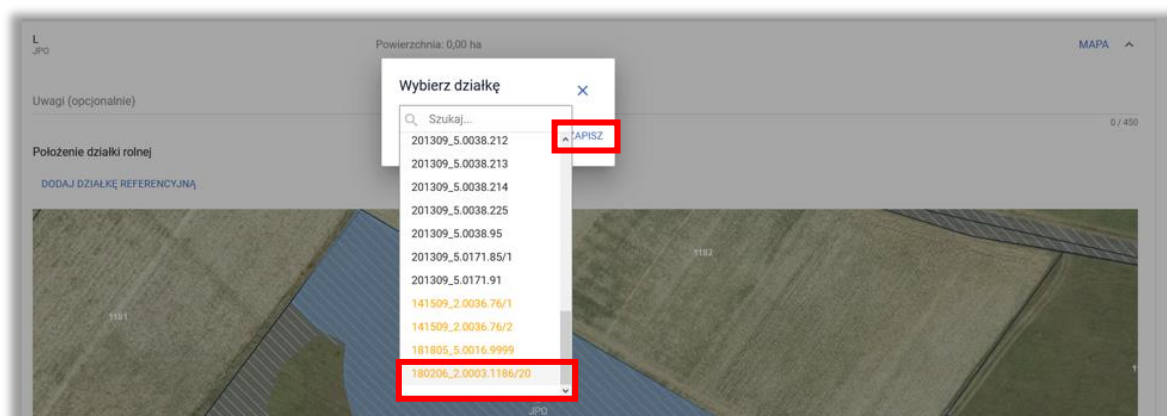 L
JPO
Powierzchnia: 0,00 ha
MAPA
Wybierz działkę
Uwagi (opcjonalnie)
Szukaj...
0 / 450
ZAPISZ
201309_5.0038.212
Położenie działki rolnej
201309_5.0038.213
DODAJ DZIAŁKĘ REFERENCYJNĄ
201309_5.0038.214
201309_5.0038.225
201309_5.0038.95
201309_5.0171.85/1
1182
201309_5.0171.91
141509_2.0036.76/1
1181
141509_2.0036.76/2
181805_5.0016.9999
180206_2.0003.1186/20
JPO